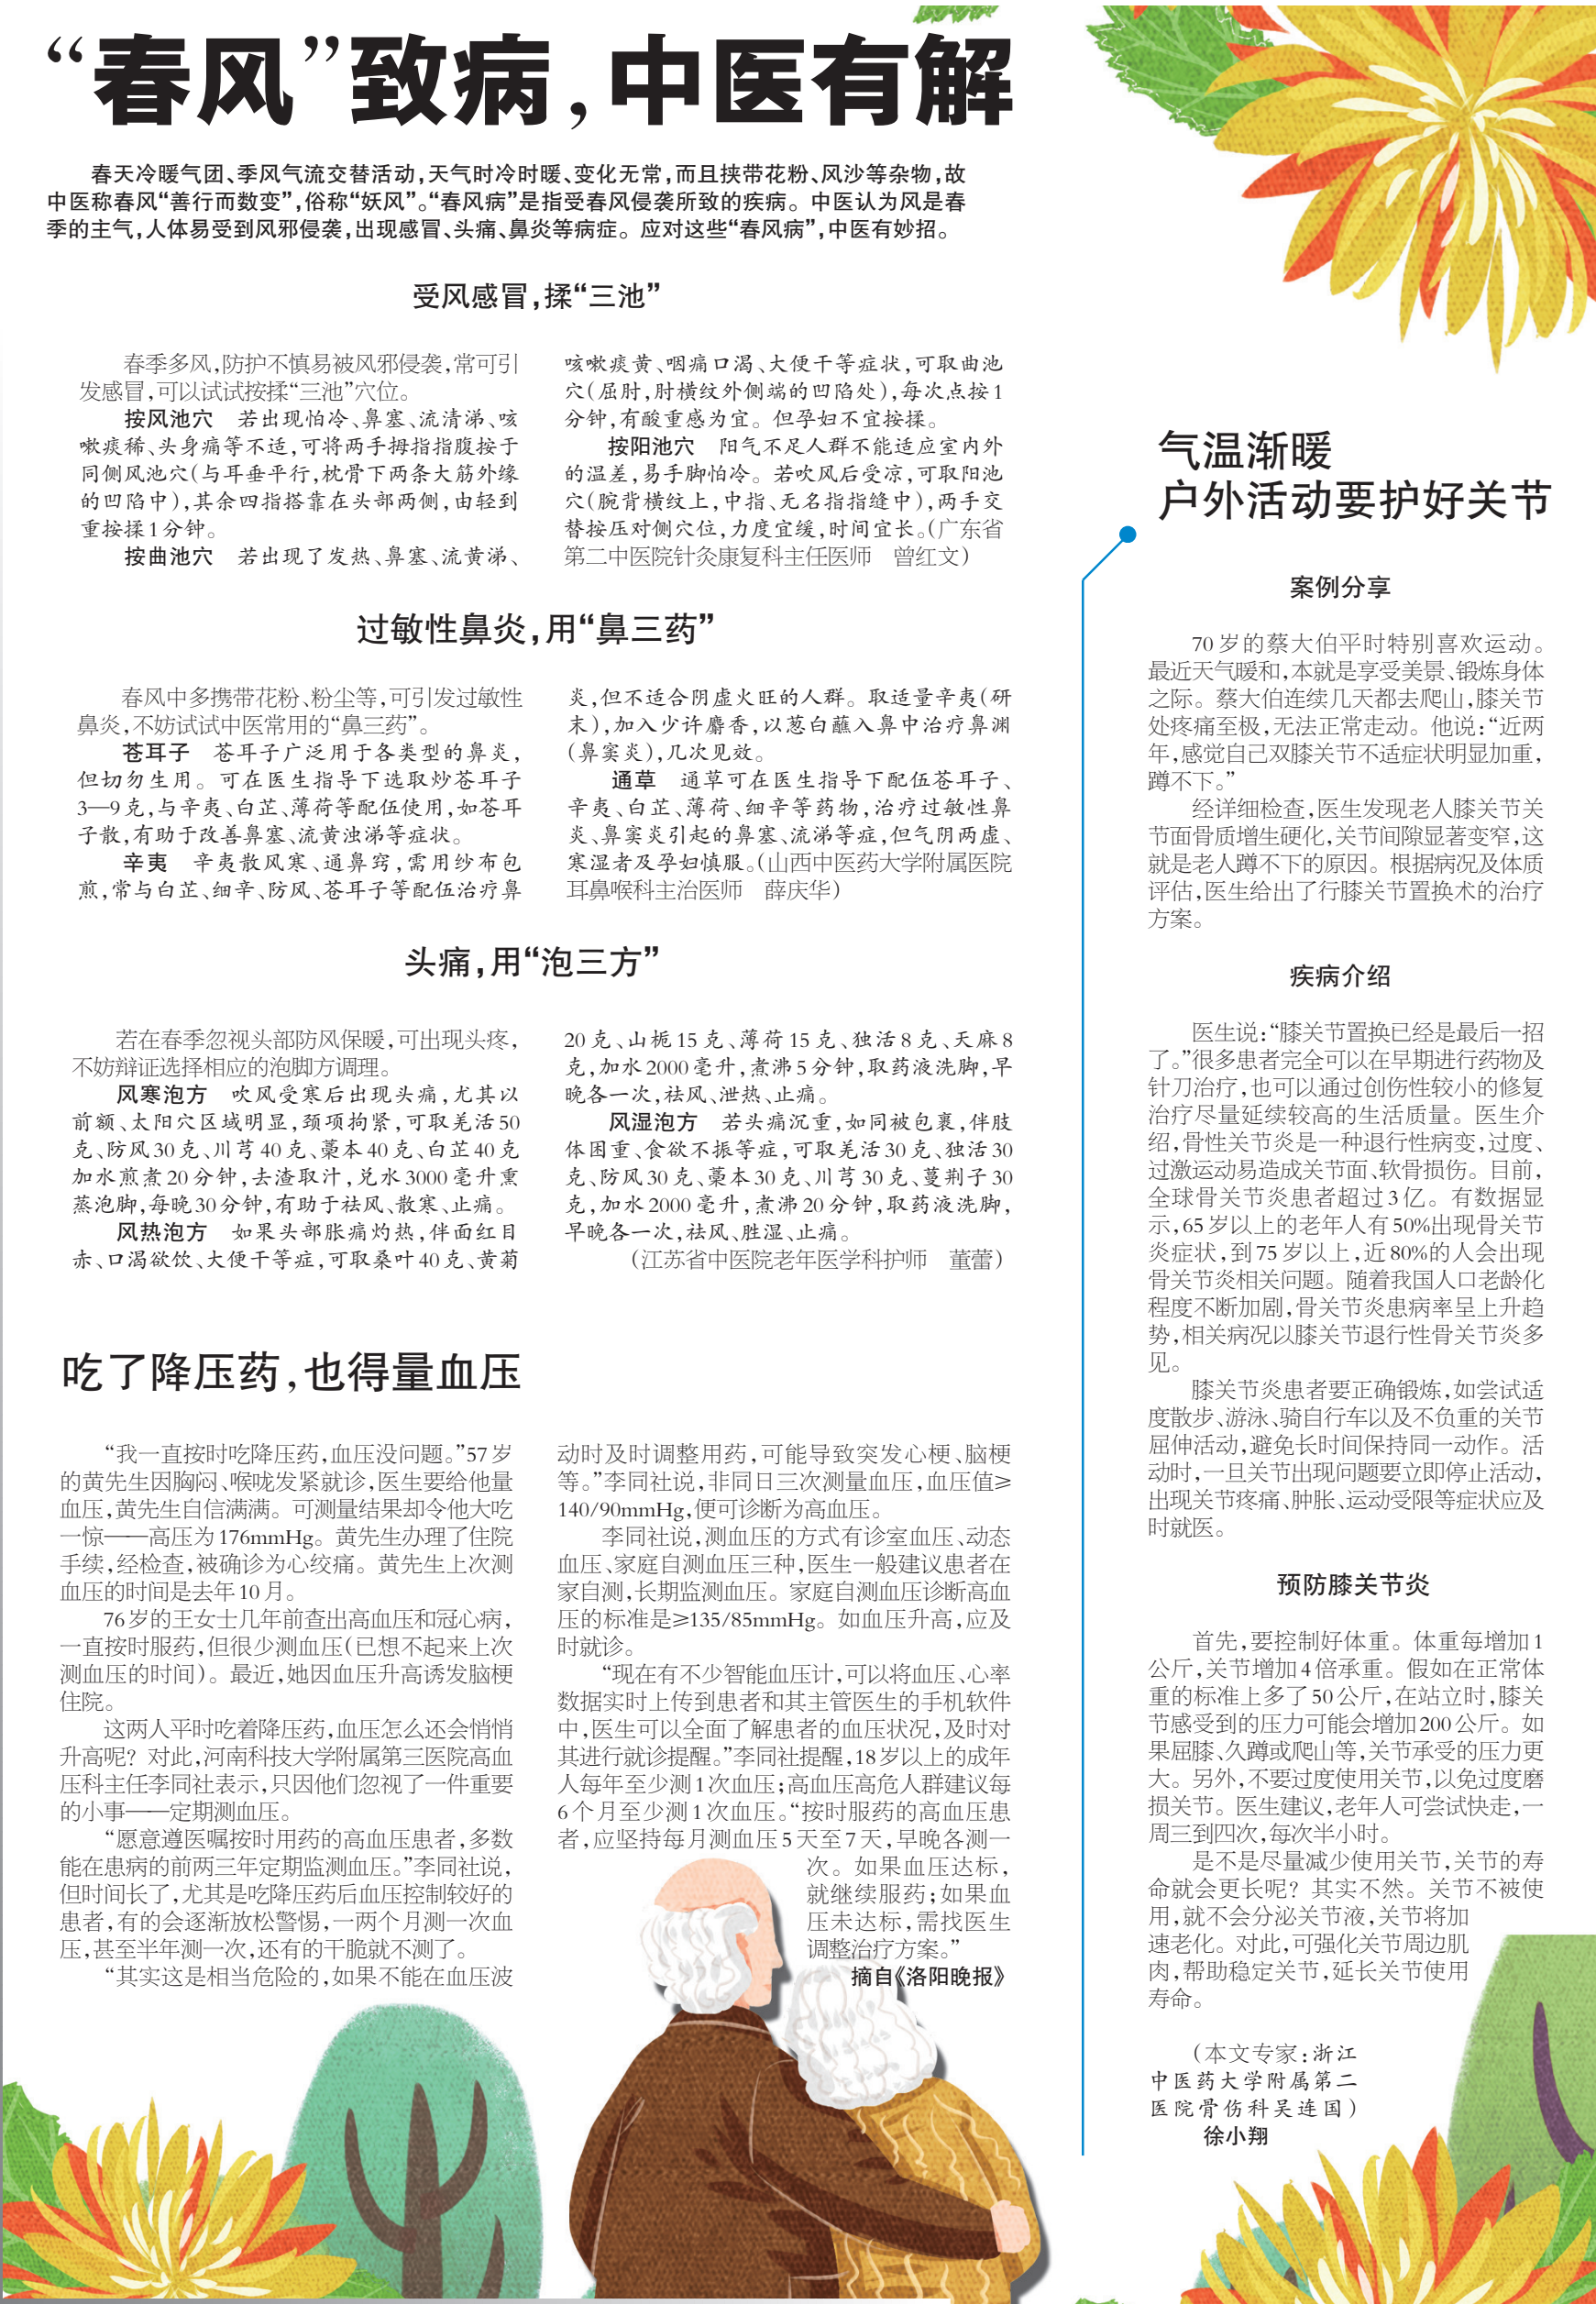 “春风”致病,中医有解
春天冷暖气团、季风气流交替活动,天气时冷时暖、变化无常,而且挟带花粉、风沙等杂物,故
中医称春风“善行而数变”,俗称“妖风”。“春风病”是指受春风侵袭所致的疾病。中医认为风是春
季的主气,人体易受到风邪侵袭,出现感冒、头痛、鼻炎等病症。应对这些“春风病”,中医有妙招。
受风感冒,揉“三池”
春季多风,防护不慎易被风邪侵袭,常可引
发感冒,可以试试按揉“三池”穴位。
按风池穴 若出现怕冷、鼻塞、流清涕、咳
嗽痰稀、头身痛等不适,可将两手拇指指腹按于
同侧风池穴(与耳垂平行,枕骨下两条大筋外缘
的凹陷中),其余四指搭靠在头部两侧,由轻到
重按揉1分钟。
按曲池穴 若出现了发热、鼻塞、流黄涕、
咳嗽痰黄、咽痛口渴、大便干等症状,可取曲池
穴(屈肘,肘横纹外侧端的凹陷处),每次点按1
分钟,有酸重感为宜。但孕妇不宜按揉。
按阳池穴 阳气不足人群不能适应室内外
的温差,易手脚怕冷。若吹风后受凉,可取阳池
穴(腕背横纹上,中指、无名指指缝中),两手交
替按压对侧穴位,力度宜缓,时间宜长。(广东省
第二中医院针灸康复科主任医师 曾红文)
过敏性鼻炎,用“鼻三药”
春风中多携带花粉、粉尘等,可引发过敏性
鼻炎,不妨试试中医常用的“鼻三药”。
苍耳子 苍耳子广泛用于各类型的鼻炎,
但切勿生用。可在医生指导下选取炒苍耳子
3—9克,与辛夷、白芷、薄荷等配伍使用,如苍耳
子散,有助于改善鼻塞、流黄浊涕等症状。
辛夷 辛夷散风寒、通鼻窍,需用纱布包
煎,常与白芷、细辛、防风、苍耳子等配伍治疗鼻
炎,但不适合阴虚火旺的人群。取适量辛夷(研
末),加入少许麝香,以葱白蘸入鼻中治疗鼻渊
(鼻窦炎),几次见效。
通草 通草可在医生指导下配伍苍耳子、
辛夷、白芷、薄荷、细辛等药物,治疗过敏性鼻
炎、鼻窦炎引起的鼻塞、流涕等症,但气阴两虚、
寒湿者及孕妇慎服。(山西中医药大学附属医院
耳鼻喉科主治医师 薛庆华)
头痛,用“泡三方”
若在春季忽视头部防风保暖,可出现头疼,
不妨辩证选择相应的泡脚方调理。
风寒泡方 吹风受寒后出现头痛,尤其以
前额、太阳穴区域明显,颈项拘紧,可取羌活50
克、防风30克、川芎40克、藁本40克、白芷40克
加水煎煮20分钟,去渣取汁,兑水3000毫升熏
蒸泡脚,每晚30分钟,有助于祛风、散寒、止痛。
风热泡方 如果头部胀痛灼热,伴面红目
赤、口渴欲饮、大便干等症,可取桑叶40克、黄菊
20克、山栀15克、薄荷15克、独活8克、天麻8
克,加水2000毫升,煮沸5分钟,取药液洗脚,早
晚各一次,祛风、泄热、止痛。
风湿泡方 若头痛沉重,如同被包裹,伴肢
体困重、食欲不振等症,可取羌活30克、独活30
克、防风30克、藁本30克、川芎30克、蔓荆子30
克,加水2000毫升,煮沸20分钟,取药液洗脚,
早晚各一次,祛风、胜湿、止痛。
(江苏省中医院老年医学科护师 董蕾)
吃了降压药,也得量血压
“我一直按时吃降压药,血压没问题。”57岁
的黄先生因胸闷、喉咙发紧就诊,医生要给他量
血压,黄先生自信满满。可测量结果却令他大吃
一惊——高压为176mmHg。黄先生办理了住院
手续,经检查,被确诊为心绞痛。黄先生上次测
血压的时间是去年10月。
76岁的王女士几年前查出高血压和冠心病,
一直按时服药,但很少测血压(已想不起来上次
测血压的时间)。最近,她因血压升高诱发脑梗
住院。
这两人平时吃着降压药,血压怎么还会悄悄
升高呢?对此,河南科技大学附属第三医院高血
压科主任李同社表示,只因他们忽视了一件重要
的小事——定期测血压。
“愿意遵医嘱按时用药的高血压患者,多数
能在患病的前两三年定期监测血压。”李同社说,
但时间长了,尤其是吃降压药后血压控制较好的
患者,有的会逐渐放松警惕,一两个月测一次血
压,甚至半年测一次,还有的干脆就不测了。
“其实这是相当危险的,如果不能在血压波
动时及时调整用药,可能导致突发心梗、脑梗
等。”李同社说,非同日三次测量血压,血压值≥
140/90mmHg,便可诊断为高血压。
李同社说,测血压的方式有诊室血压、动态
血压、家庭自测血压三种,医生一般建议患者在
家自测,长期监测血压。家庭自测血压诊断高血
压的标准是≥135/85mmHg。如血压升高,应及
时就诊。
“现在有不少智能血压计,可以将血压、心率
数据实时上传到患者和其主管医生的手机软件
中,医生可以全面了解患者的血压状况,及时对
其进行就诊提醒。”李同社提醒,18岁以上的成年
人每年至少测1次血压;高血压高危人群建议每
6个月至少测1次血压。“按时服药的高血压患
者,应坚持每月测血压5天至7天,早晚各测一
次。如果血压达标,
就继续服药;如果血
压未达标,需找医生
调整治疗方案。”
摘自《洛阳晚报》
气温渐暖
户外活动要护好关节
案例分享
70岁的蔡大伯平时特别喜欢运动。
最近天气暖和,本就是享受美景、锻炼身体
之际。蔡大伯连续几天都去爬山,膝关节
处疼痛至极,无法正常走动。他说:“近两
年,感觉自己双膝关节不适症状明显加重,
蹲不下。”
经详细检查,医生发现老人膝关节关
节面骨质增生硬化,关节间隙显著变窄,这
就是老人蹲不下的原因。根据病况及体质
评估,医生给出了行膝关节置换术的治疗
方案。
疾病介绍
医生说:“膝关节置换已经是最后一招
了。”很多患者完全可以在早期进行药物及
针刀治疗,也可以通过创伤性较小的修复
治疗尽量延续较高的生活质量。医生介
绍,骨性关节炎是一种退行性病变,过度、
过激运动易造成关节面、软骨损伤。目前,
全球骨关节炎患者超过3亿。有数据显
示,65岁以上的老年人有50%出现骨关节
炎症状,到75岁以上,近80%的人会出现
骨关节炎相关问题。随着我国人口老龄化
程度不断加剧,骨关节炎患病率呈上升趋
势,相关病况以膝关节退行性骨关节炎多
见。
膝关节炎患者要正确锻炼,如尝试适
度散步、游泳、骑自行车以及不负重的关节
屈伸活动,避免长时间保持同一动作。活
动时,一旦关节出现问题要立即停止活动,
出现关节疼痛、肿胀、运动受限等症状应及
时就医。
预防膝关节炎
首先,要控制好体重。体重每增加1
公斤,关节增加4倍承重。假如在正常体
重的标准上多了50公斤,在站立时,膝关
节感受到的压力可能会增加200公斤。如
果屈膝、久蹲或爬山等,关节承受的压力更
大。另外,不要过度使用关节,以免过度磨
损关节。医生建议,老年人可尝试快走,一
周三到四次,每次半小时。
是不是尽量减少使用关节,关节的寿
命就会更长呢?其实不然。关节不被使
用,就不会分泌关节液,关节将加
速老化。对此,可强化关节周边肌
肉,帮助稳定关节,延长关节使用
寿命。
(本文专家:浙江
中医药大学附属第二
医院骨伤科吴连国)
徐小翔